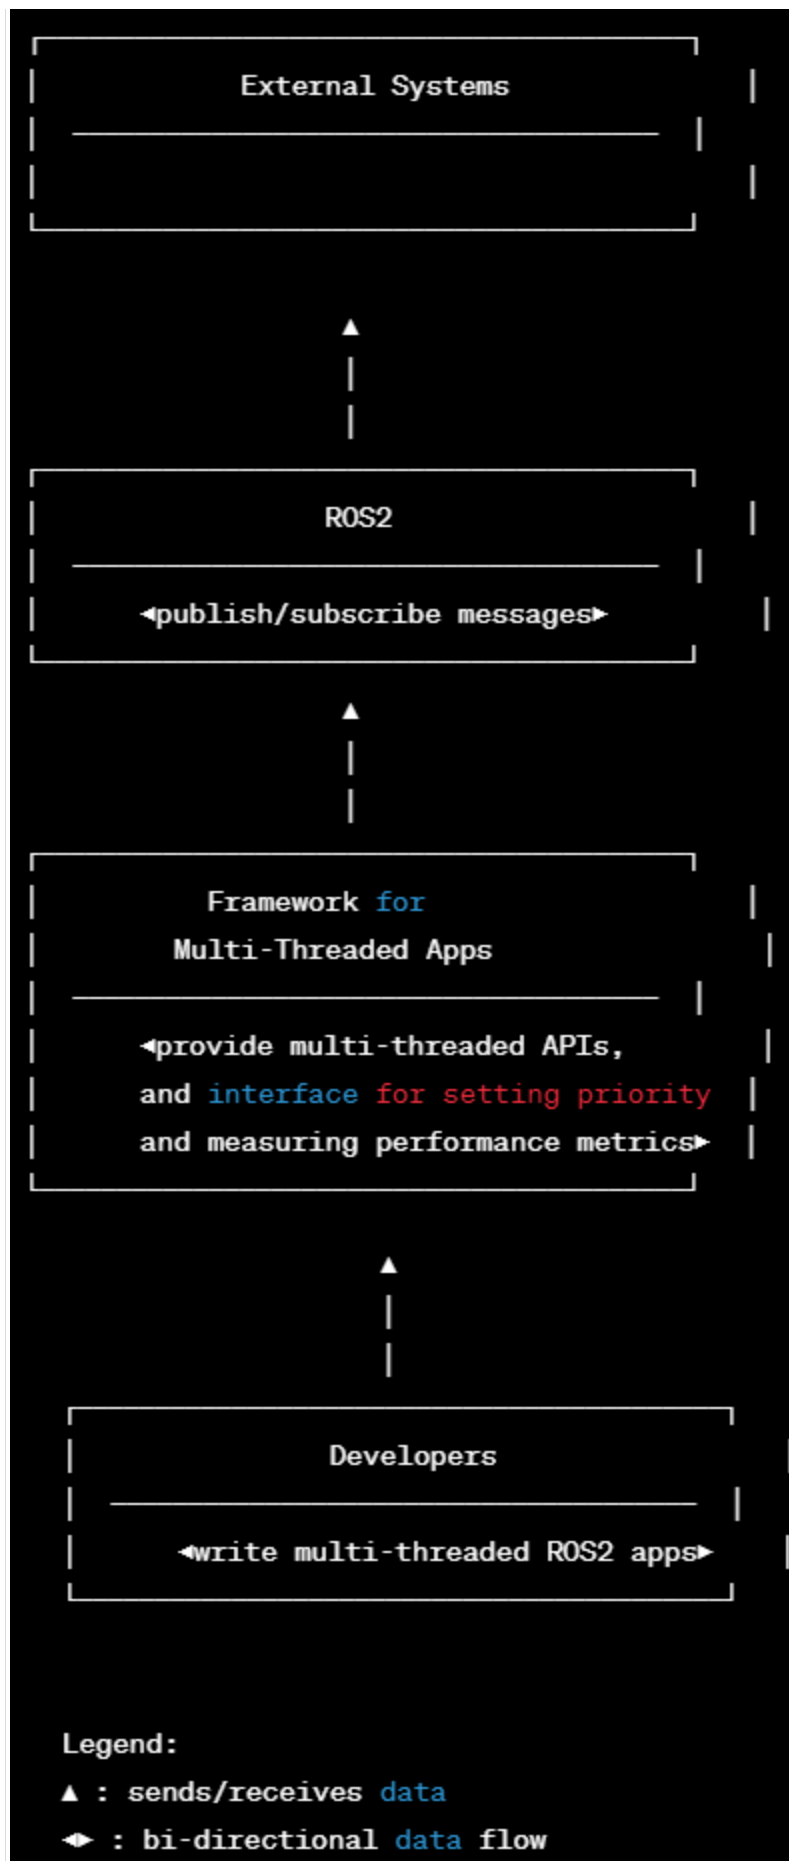 External Systems
ROS2
◄publish/subscribe messages►
Framework for
Multi-Threaded Apps
◄provide multi-threaded APIs,
and interface for setting priority
and measuring performance metrics►
Developers
◄write multi-threaded ROS2 apps►
Legend:
▲ : sends/receives data
◄► : bi-directional data flow